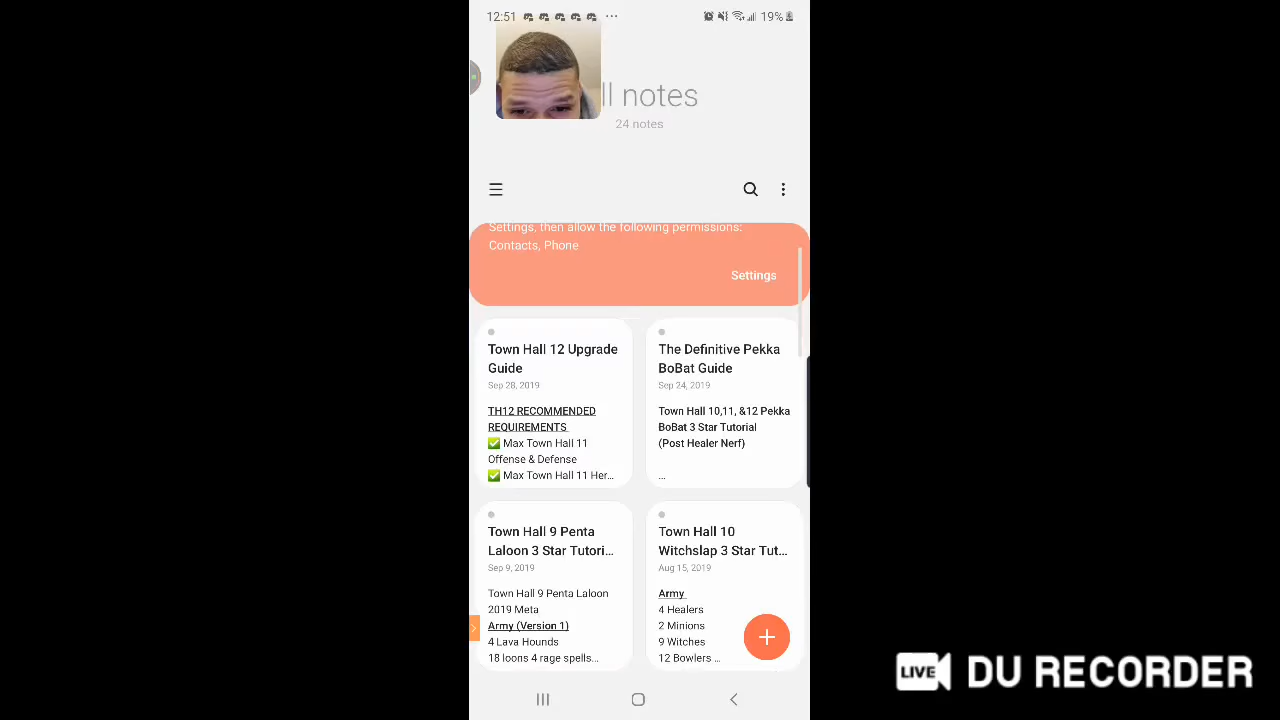 12:51
19%
ll notes
24 notes
Settings, then allow the following permissions:
Contacts, Phone
Settings
Town Hall 12 Upgrade
Guide
Sep 28, 2019
TH12 RECOMMENDED
REQUIREMENTS
✅ Max Town Hall 11
Offense & Defense
✅ Max Town Hall 11 Her...
The Definitive Pekka
BoBat Guide
Sep 24, 2019
Town Hall 10,11, &12 Pekka
BoBat 3 Star Tutorial
(Post Healer Nerf)
...
Town Hall 9 Penta
Laloon 3 Star Tutori...
Sep 9, 2019
Town Hall 9 Penta Laloon
2019 Meta
Army (Version 1)
4 Lava Hounds
18 loons 4 rage spells...
Town Hall 10
Witchslap 3 Star Tut...
Aug 15, 2019
Army
4 Healers
2 Minions
9 Witches
12 Bowlers ...
LIVE DU RECORDER